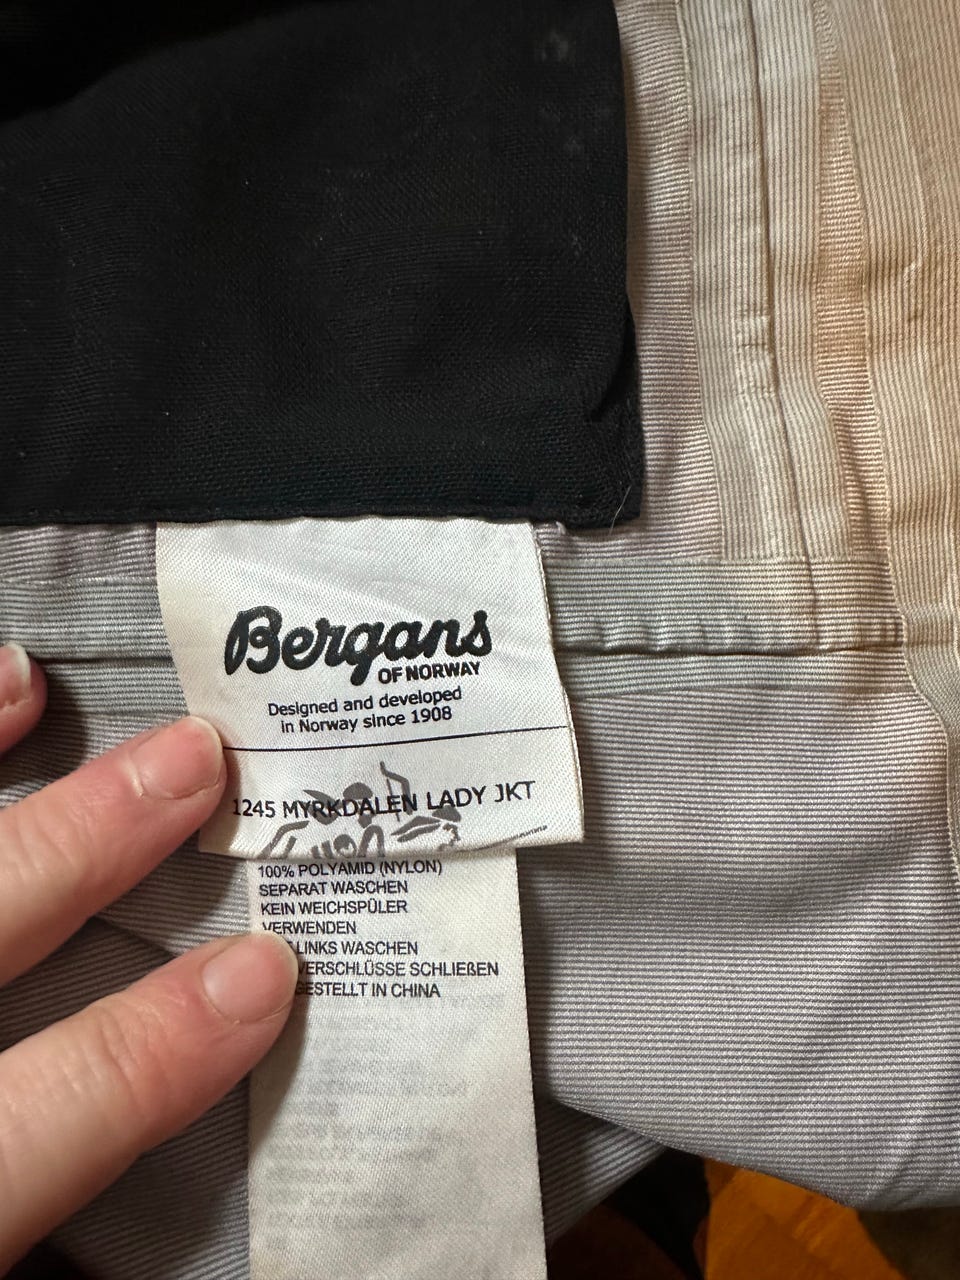 Bergans
OF NORWAY
Designed and developed
in Norway since 1908
1245 MYRKDALEN LADY JKT
100% POLYAMID (NYLON)
SEPARAT WASCHEN
KEIN WEICHSPÜLER
VERWENDEN
LINKS WASCHEN
VERSCHLÜSSE SCHLIEßEN
IN CHINA